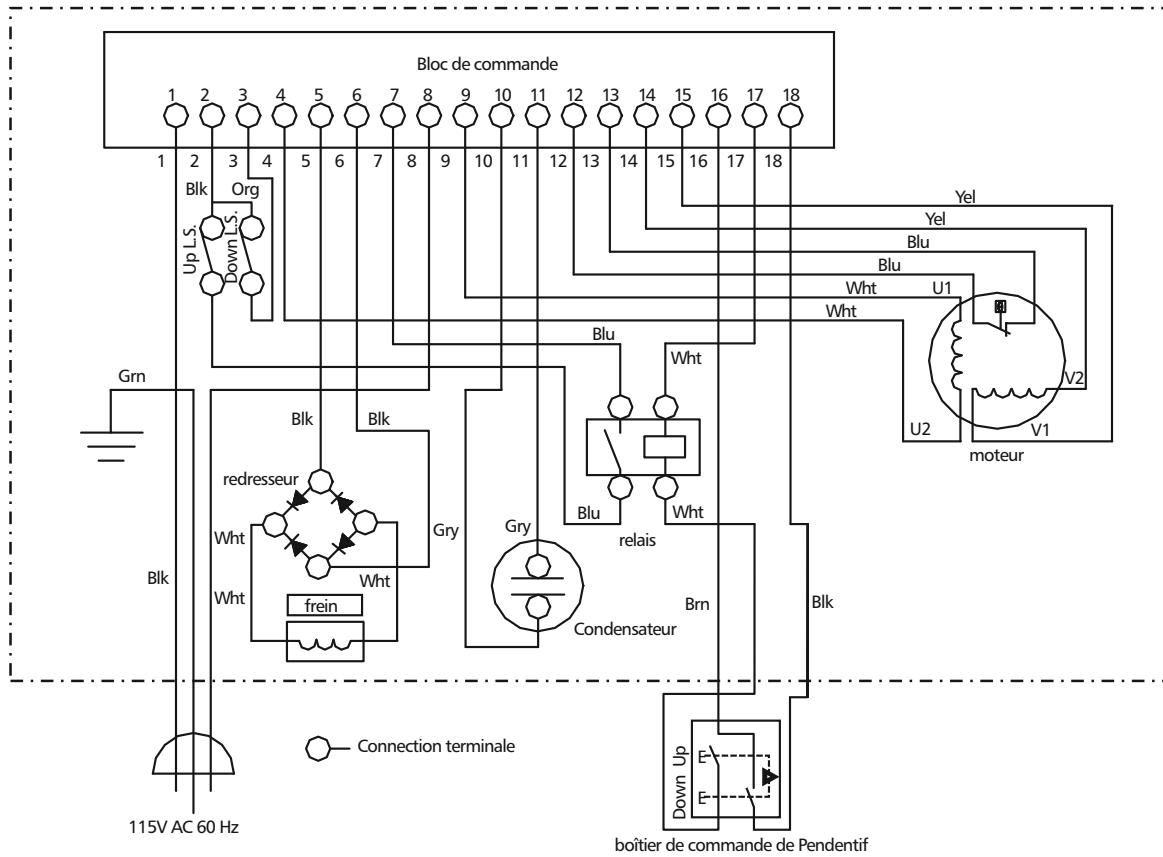 Bloc de commande
1 2 3 4 5 6 7 8 9 10 11 12 13 14 15 16 17 18
1 2 3 4 5 6 7 8 9 10 11 12 13 14 15 16 17 18
Blk Org
Yel
Yel
Up L.S.
Down L.S.
Blu
Blu
Wht U1
Wht
Blu
Wht
Grn
V2
Blk Blk
U2 V1
moteur
redresseur
Wht Gry Gry Blu Wht
relais
Blk Wht Wht Brn Blk
frein
Condensateur
Connection terminale
Down Up
E
E
115V AC 60 Hz
boîtier de commande de Pendentif